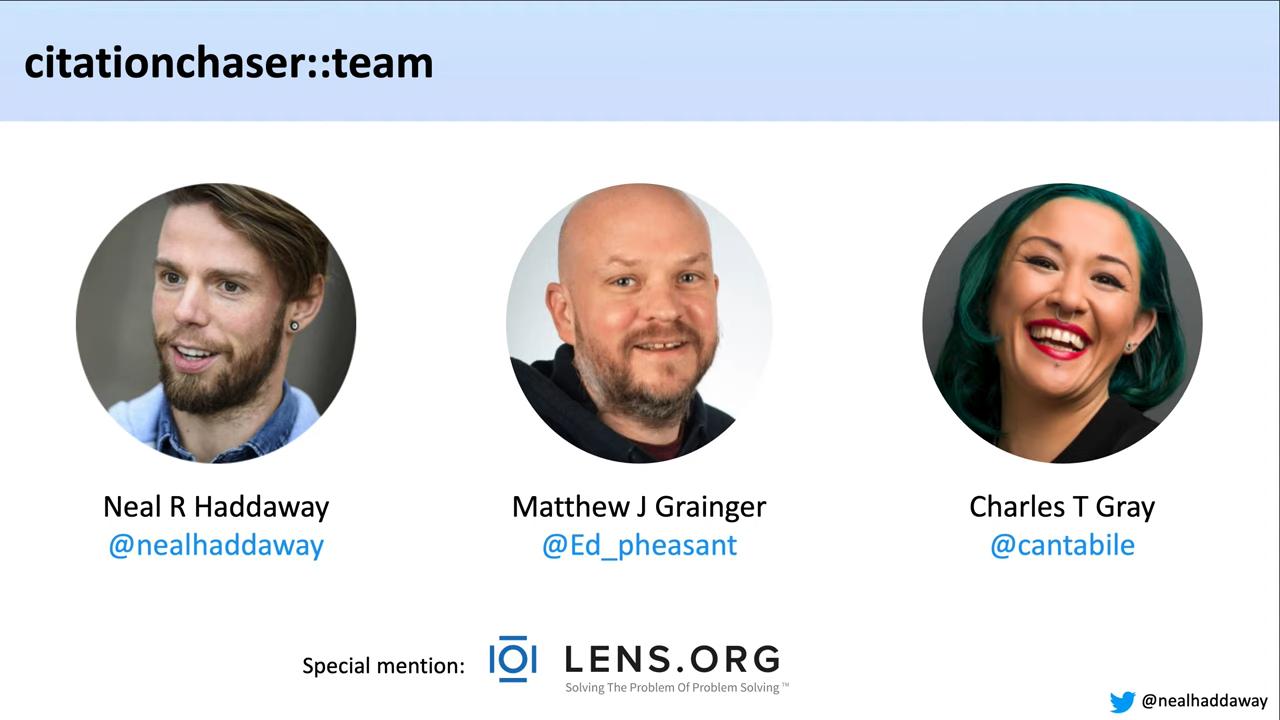 citationchaser::team
Neal R Haddaway
@nealhaddaway
Matthew J Grainger
@Ed_pheasant
Charles T Gray
@cantabile
Special mention:
LENS.ORG
Solving The Problem Of Problem Solving™
@nealhaddaway